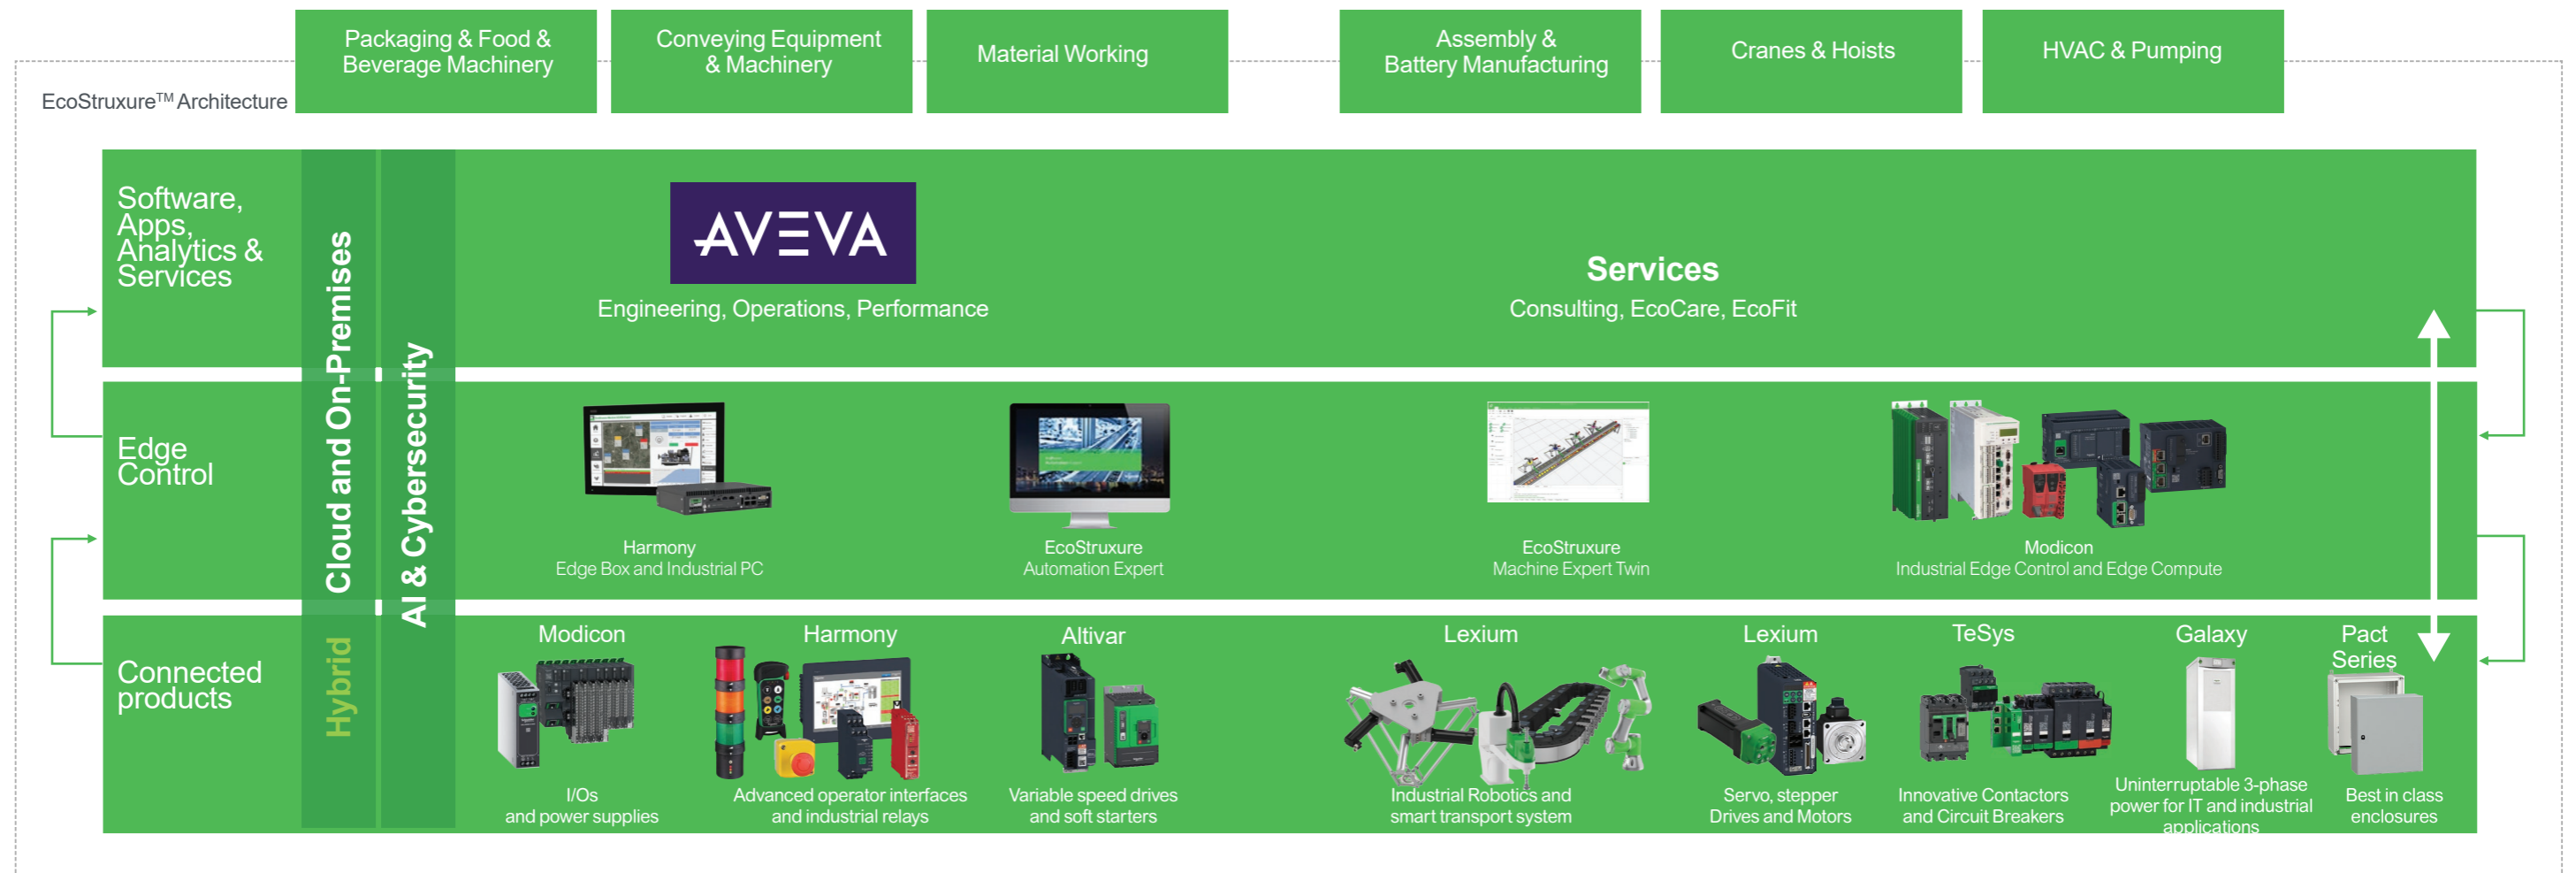 Packaging & Food &
Beverage Machinery
Conveying Equipment
& Machinery
Material Working
Assembly &
Battery Manufacturing
Cranes & Hoists
HVAC & Pumping
EcoStruxure™ Architecture
Software,
Apps,
Analytics &
Services
Cloud and On-Premises
Hybrid
AI & Cybersecurity
AVEVA
Engineering, Operations, Performance
Services
Consulting, EcoCare, EcoFit
Edge
Control
Harmony
Edge Box and Industrial PC
EcoStruxure
Automation Expert
EcoStruxure
Machine Expert Twin
Modicon
Industrial Edge Control and Edge Compute
Connected
products
Modicon
I/Os
and power supplies
Harmony
Advanced operator interfaces
and industrial relays
Altivar
Variable speed drives
and soft starters
Lexium
Industrial Robotics and
smart transport system
Lexium
Servo, stepper
Drives and Motors
TeSys
Innovative Contactors
and Circuit Breakers
Galaxy
Uninterruptable 3-phase
power for IT and industrial
applications
Pact
Series
Best in class
enclosures